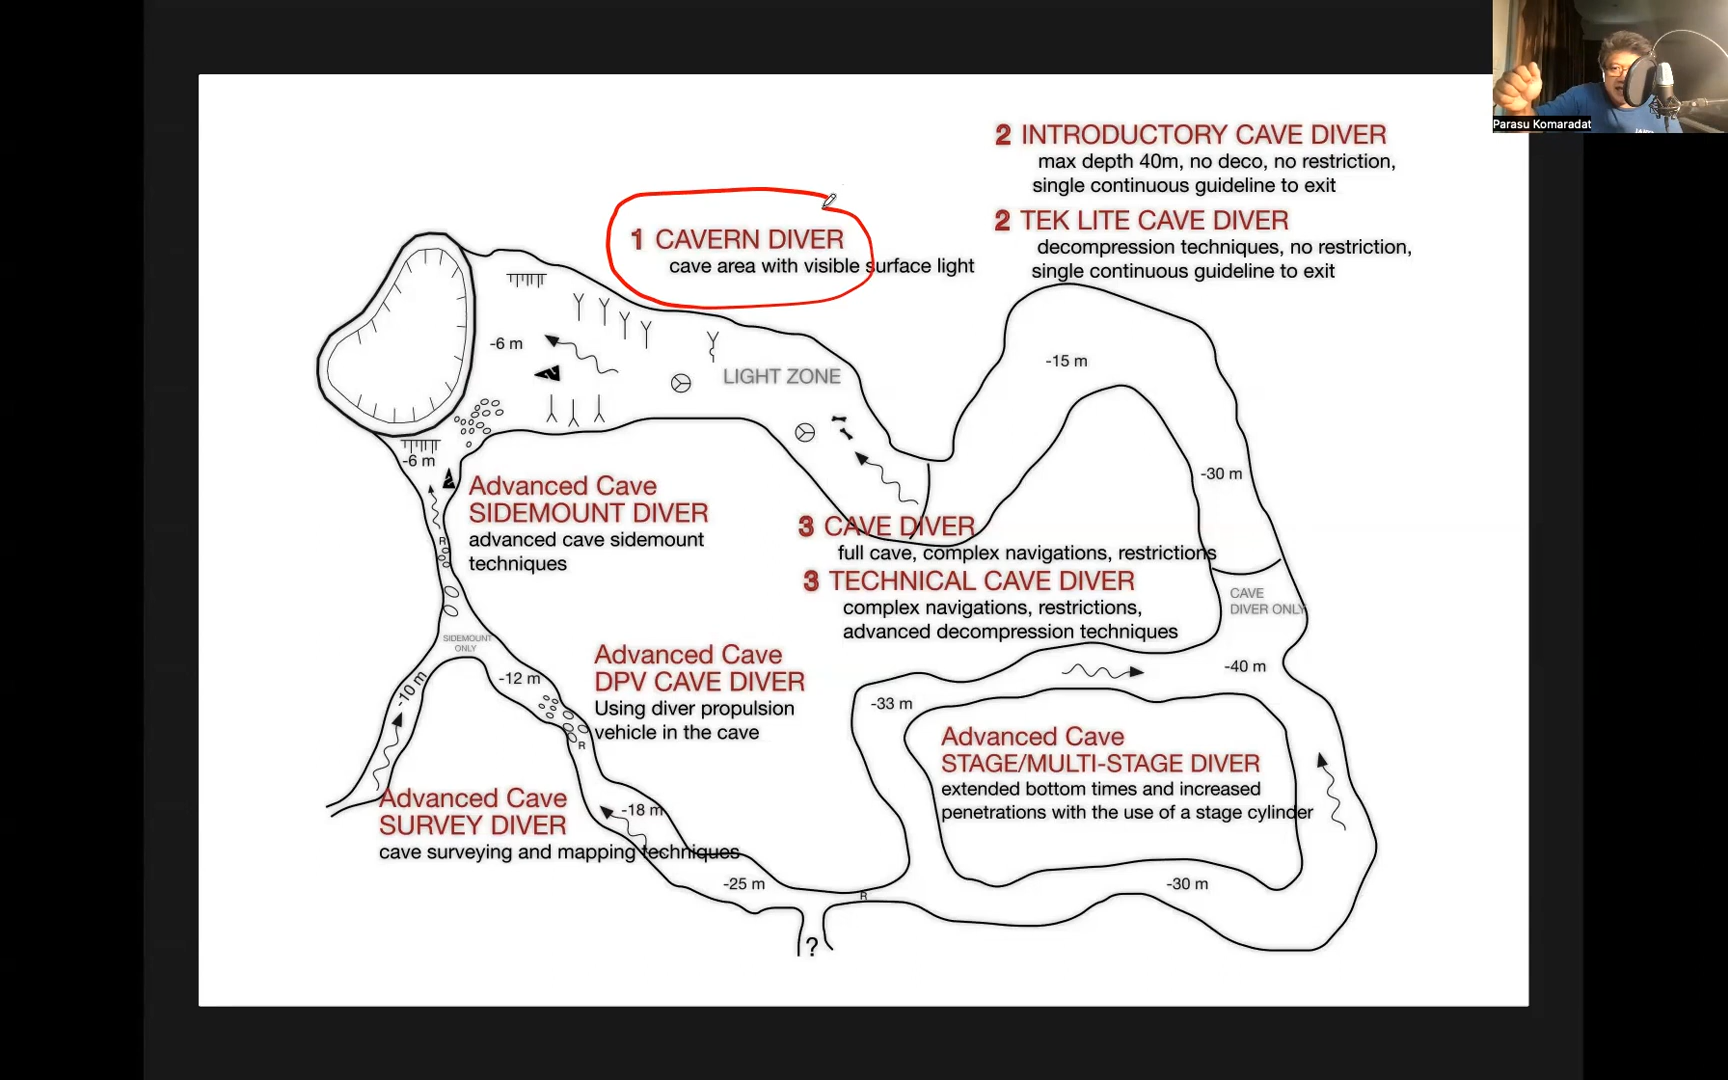 Parasu Komaradat
2 INTRODUCTORY CAVE DIVER
max depth 40m, no deco, no restriction,
single continuous guideline to exit
2 TEK LITE CAVE DIVER
decompression techniques, no restriction,
single continuous guideline to exit
1 CAVERN DIVER
cave area with visible surface light
-6 m
LIGHT ZONE
-15 m
-6 m
-30 m
Advanced Cave
SIDEMOUNT DIVER
advanced cave sidemount
techniques
3 CAVE DIVER
full cave, complex navigations, restrictions
3 TECHNICAL CAVE DIVER
complex navigations, restrictions,
advanced decompression techniques
R
CAVE
DIVER ONLY
SIDEMOUNT
ONLY
-10 m
-12 m
Advanced Cave
DPV CAVE DIVER
Using diver propulsion
vehicle in the cave
R
-40 m
-33 m
Advanced Cave
STAGE/MULTI-STAGE DIVER
extended bottom times and increased
penetrations with the use of a stage cylinder
Advanced Cave
SURVEY DIVER
cave surveying and mapping techniques
-18 m
-25 m
R
-30 m
?